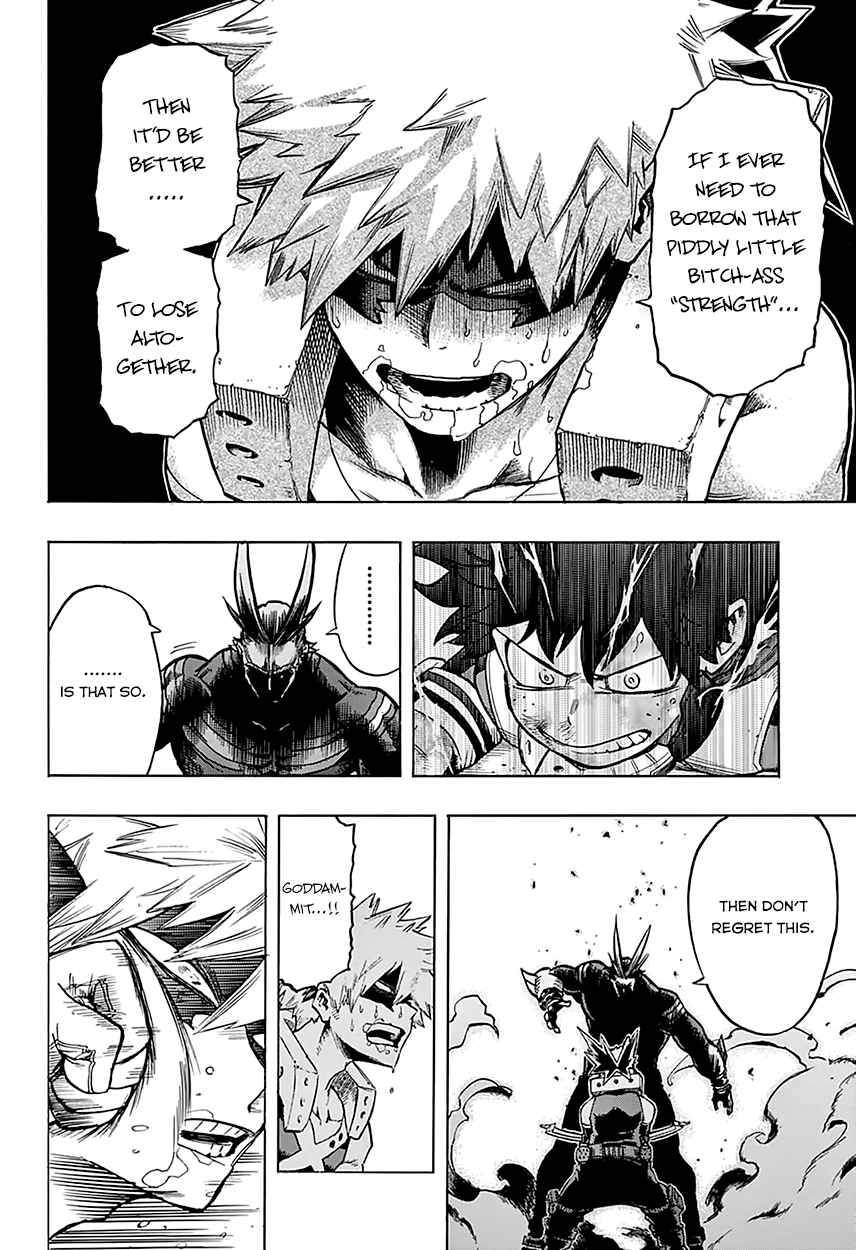 IF I EVER
NEED TO
BORROW THAT
PIDDLY LITTLE
BITCH-ASS
"STRENGTH"...
THEN
IT'D BE
BETTER
.....
TO LOSE
ALTO-
GETHER.
........
.......
IS THAT SO.
THEN DON'T
REGRET THIS.
GODDAM-
MIT...!!